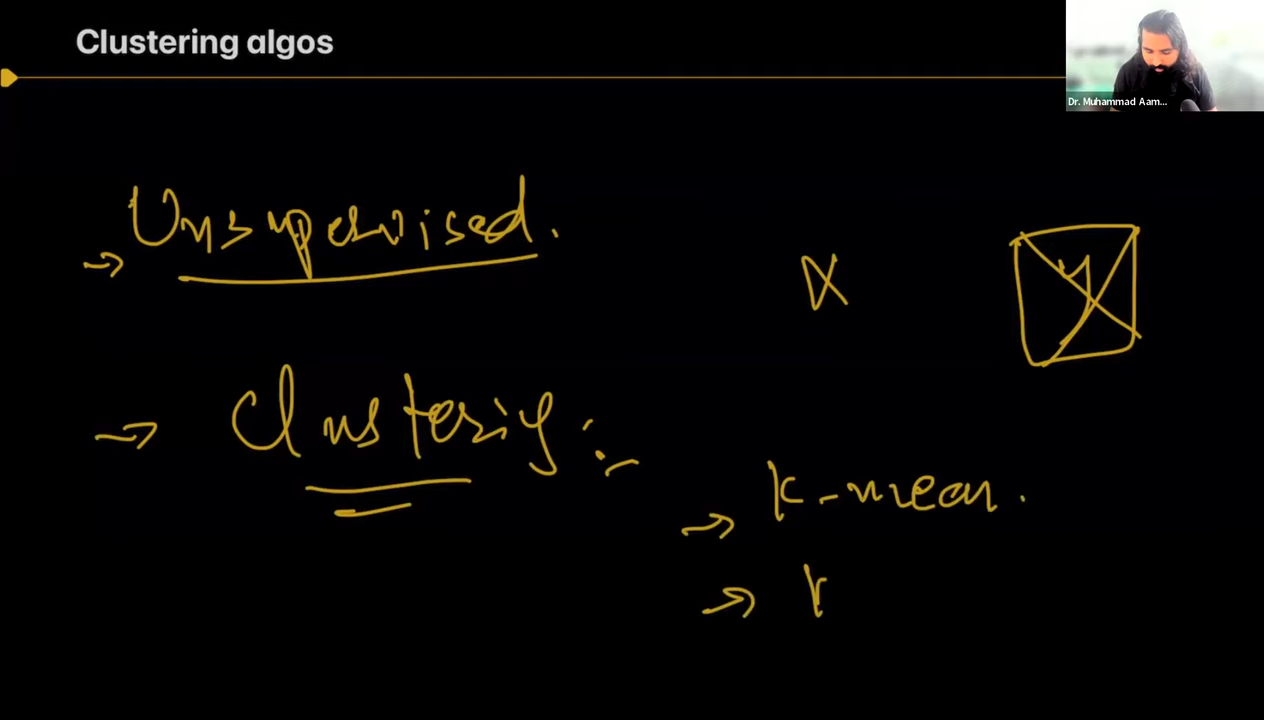 Clustering algos
Dr. Muhammad Aam...
→ Unsupervised.
X y
→ Clustering :-
→ K-mean.
→